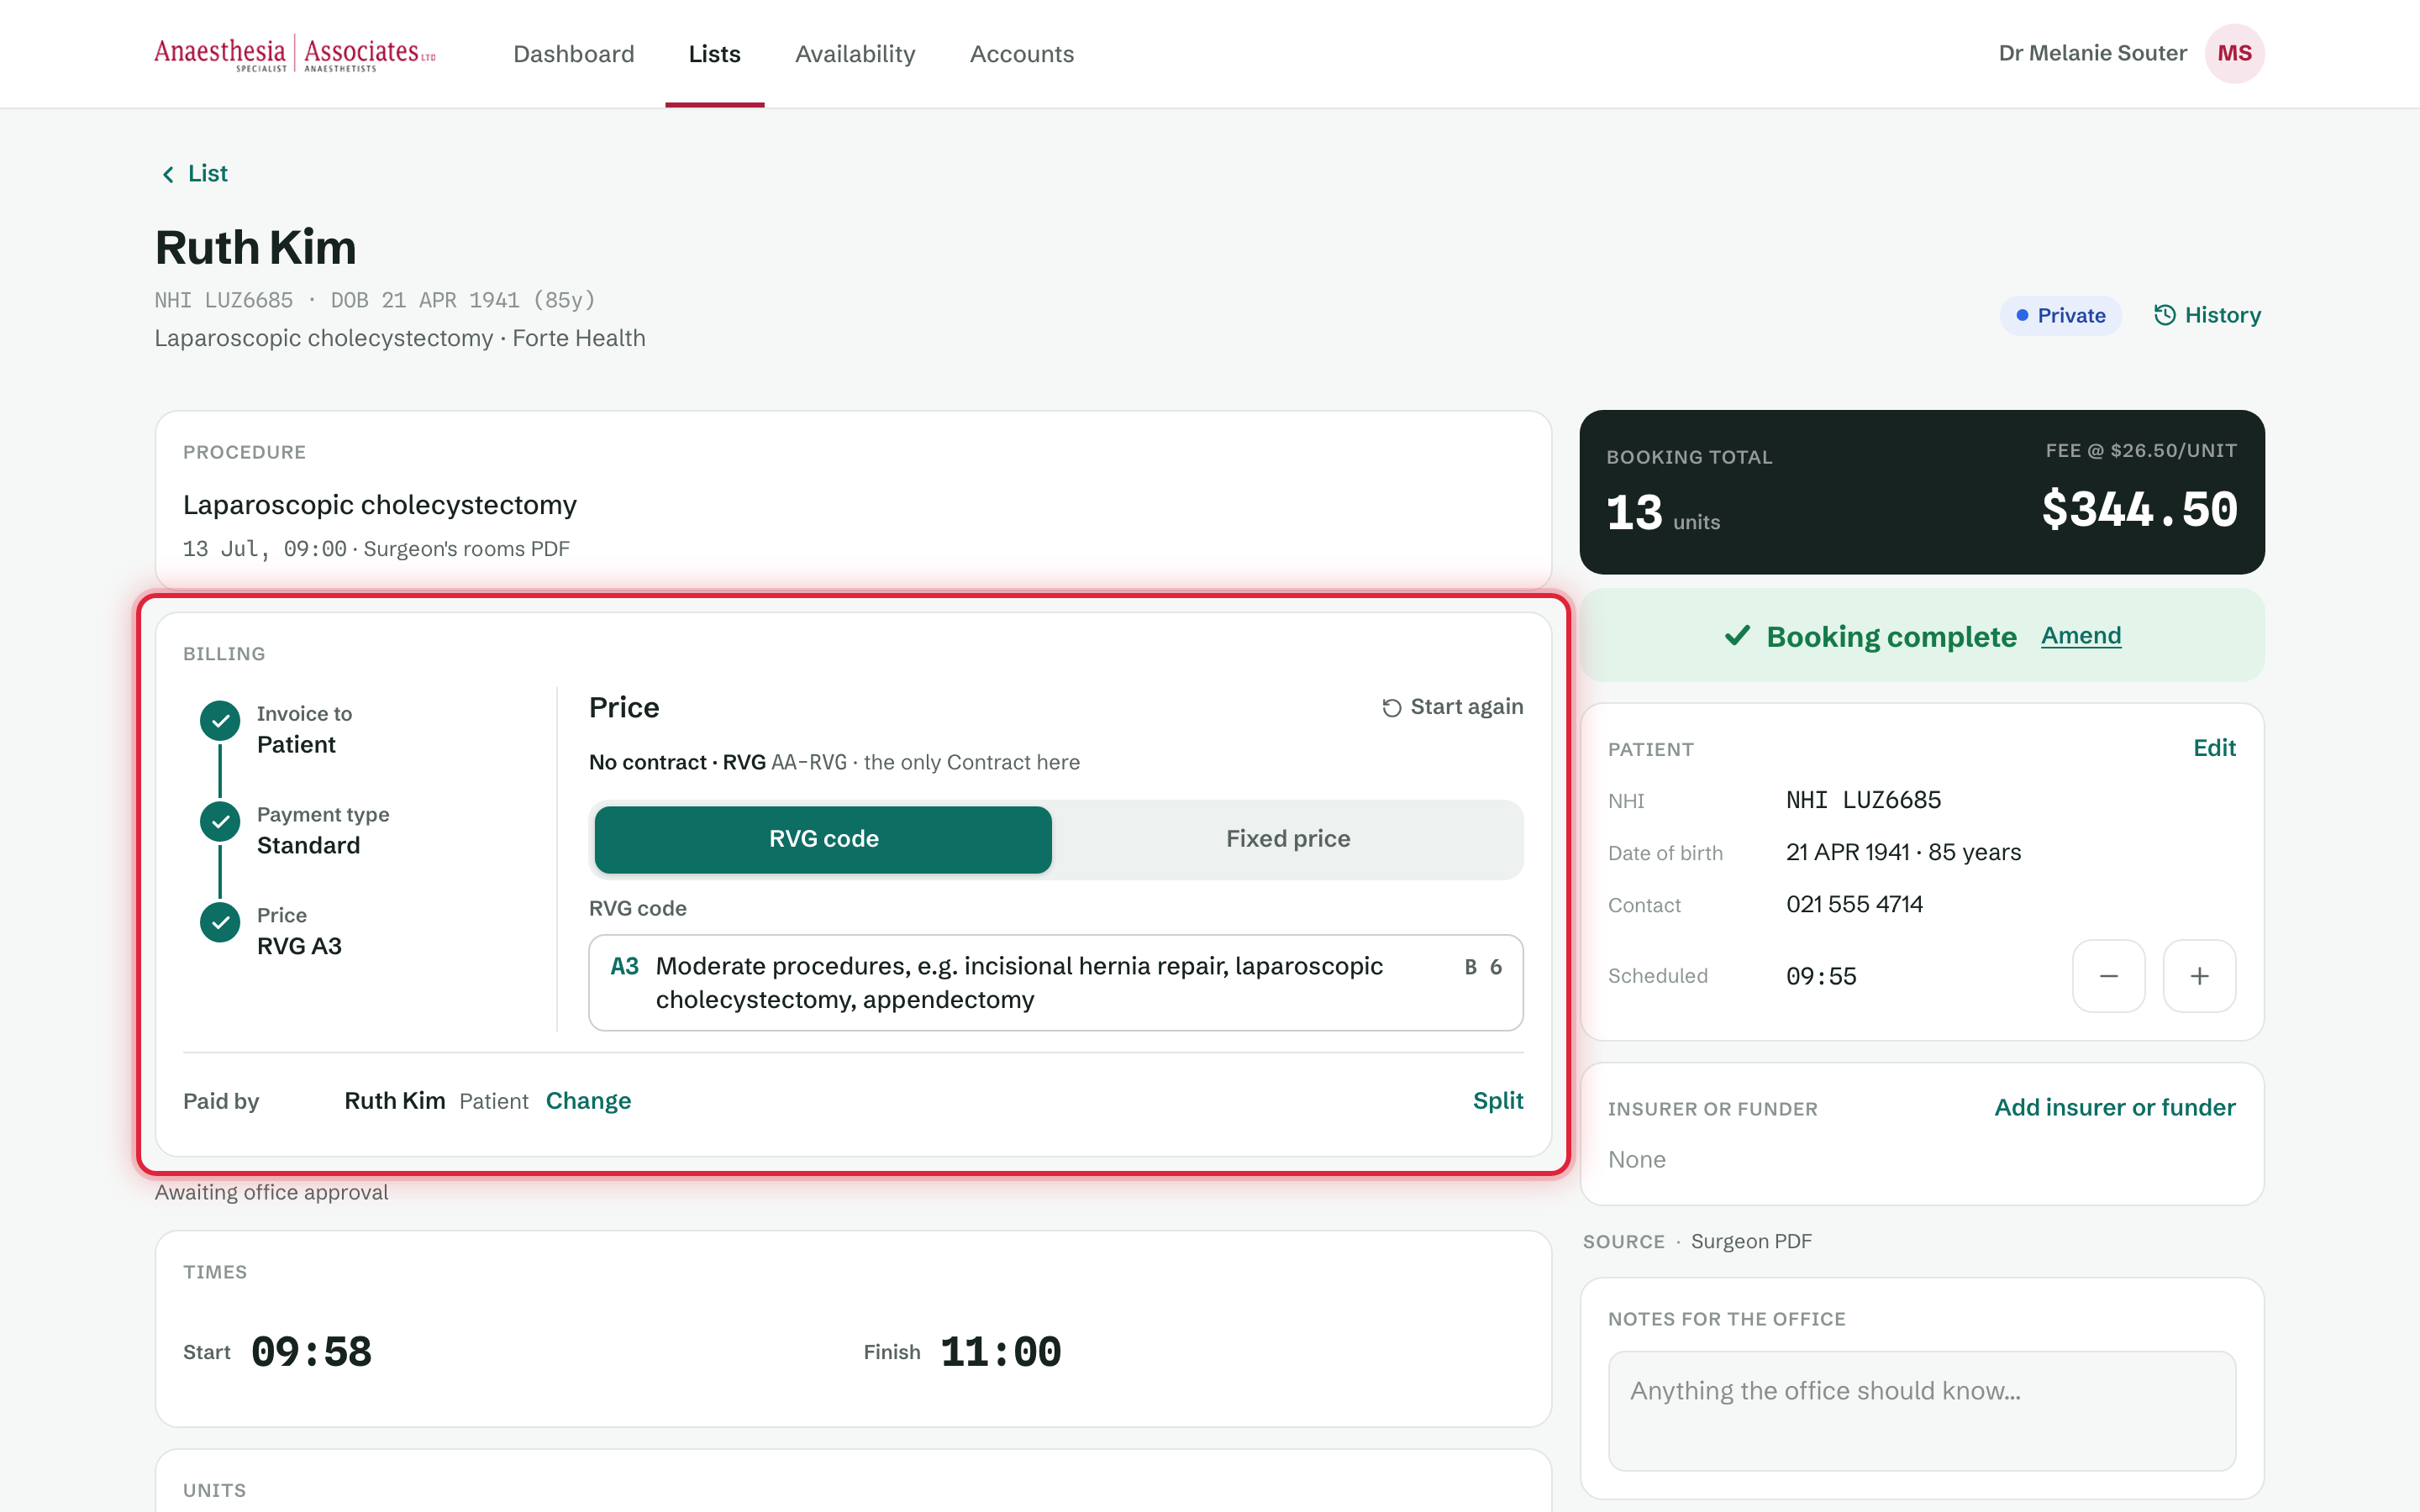 Anaesthesia | Associates LTD
SPECIALIST ANAESTHETISTS
Dashboard
Lists
Availability
Accounts
Dr Melanie Souter
MS
List
Ruth Kim
NHI LUZ6685 · DOB 21 APR 1941 (85y)
Laparoscopic cholecystectomy · Forte Health
Private
History
PROCEDURE
Laparoscopic cholecystectomy
13 Jul, 09:00 · Surgeon's rooms PDF
BOOKING TOTAL
13 units
FEE @ $26.50/UNIT
$344.50
Booking complete Amend
BILLING
Invoice to
Patient
Payment type
Standard
Price
RVG A3
Price
Start again
No contract · RVG AA-RVG · the only Contract here
RVG code
Fixed price
RVG code
A3 Moderate procedures, e.g. incisional hernia repair, laparoscopic B 6
cholecystectomy, appendectomy
Paid by Ruth Kim Patient Change Split
Awaiting office approval
PATIENT Edit
NHI NHI LUZ6685
Date of birth 21 APR 1941 · 85 years
Contact 021 555 4714
Scheduled 09:55 − +
INSURER OR FUNDER Add insurer or funder
None
SOURCE · Surgeon PDF
NOTES FOR THE OFFICE
Anything the office should know...
TIMES
Start 09:58 Finish 11:00
UNITS